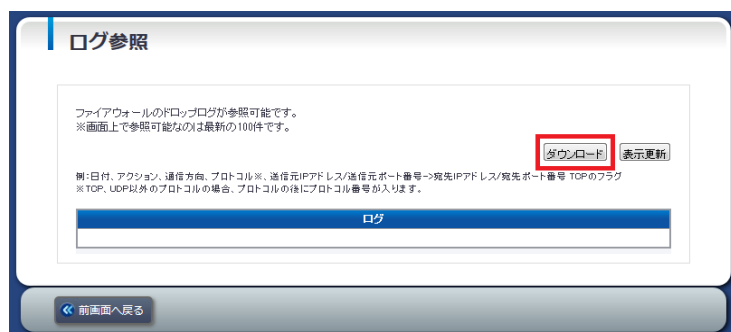 ログ参照
ファイアウォールのドロップログが参照可能です。
※画面上で参照可能なのは最新の100件です。
ダウンロード 表示更新
例:日付、アクション、通信方向、プロトコル※、送信元IPアドレス/送信元ポート番号->宛先IPアドレス/宛先ポート番号 TCPのフラグ
※TCP、UDP以外のプロトコルの場合、プロトコルの後にプロトコル番号が入ります。
ログ
前画面へ戻る